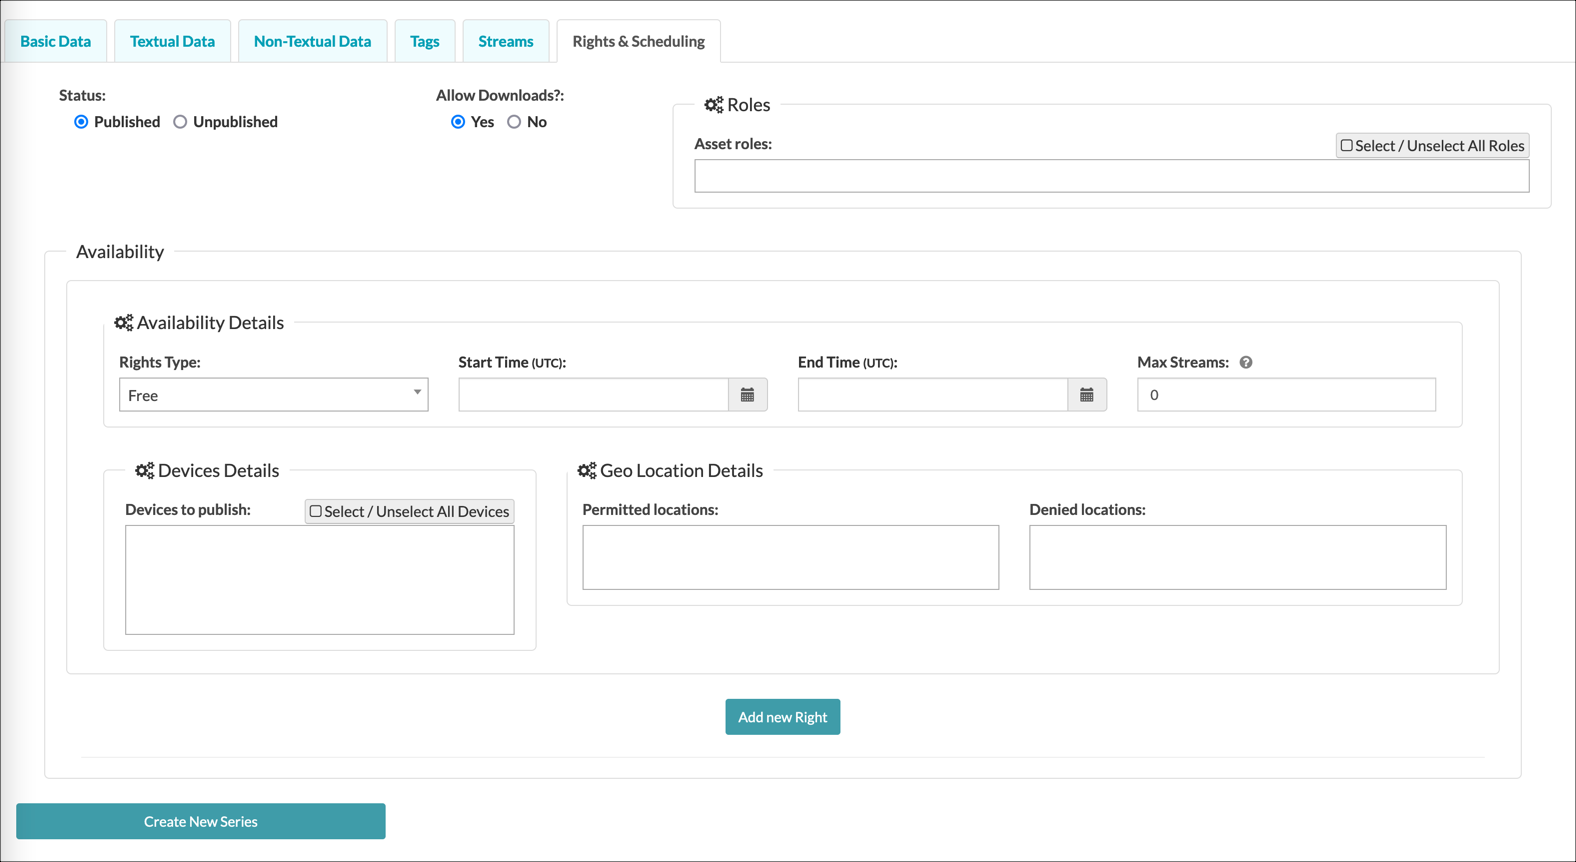 Basic Data
Textual Data
Non-Textual Data
Tags
Streams
Rights & Scheduling
Status:
Published
Unpublished
Allow Downloads?:
Yes
No
Roles
Asset roles:
Select / Unselect All Roles
Availability
Availability Details
Rights Type:
Free
Start Time (UTC):
End Time (UTC):
Max Streams:
0
Devices Details
Devices to publish:
Select / Unselect All Devices
Geo Location Details
Permitted locations:
Denied locations:
Add new Right
Create New Series